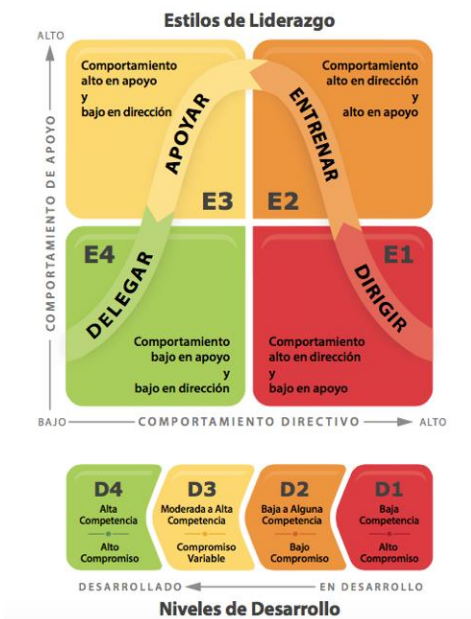 Estilos de Liderazgo
ALTO
COMPORTAMIENTO DE APOYO
Comportamiento
alto en apoyo
y
bajo en dirección
APOYAR
E3
Comportamiento
alto en dirección
y
alto en apoyo
ENTRENAR
E2
E4
DELEGAR
Comportamiento
bajo en apoyo
y
bajo en dirección
E1
DIRIGIR
Comportamiento
alto en dirección
y
bajo en apoyo
BAJO
COMPORTAMIENTO DIRECTIVO
ALTO
D4
Alta
Competencia
Alto
Compromiso
D3
Moderada a Alta
Competencia
Compromiso
Variable
D2
Baja a Alguna
Competencia
Bajo
Compromiso
D1
Baja
Competencia
Alto
Compromiso
DESARROLLADO
EN DESARROLLO
Niveles de Desarrollo